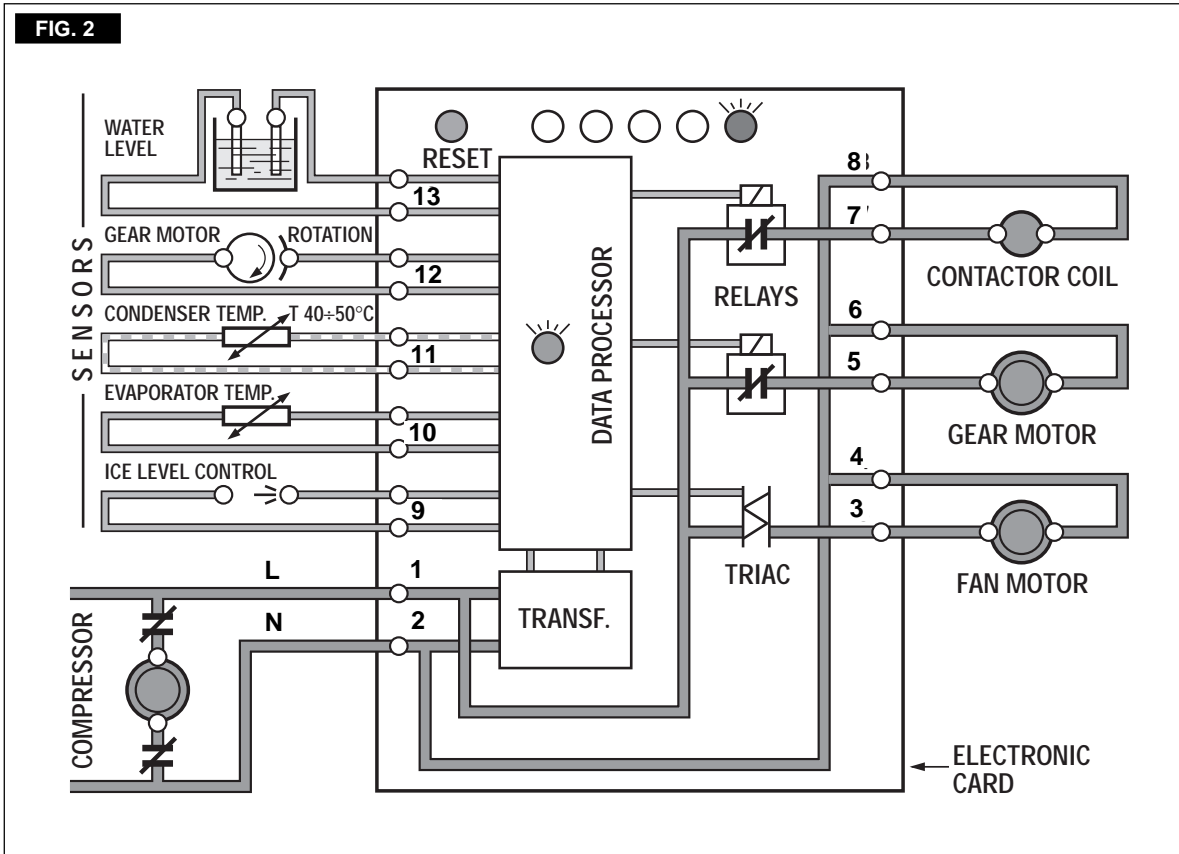 FIG. 2
WATER
LEVEL
RESET
13
GEAR MOTOR ROTATION
12
CONDENSER TEMP. T 40÷50°C
11
EVAPORATOR TEMP.
10
ICE LEVEL CONTROL
9
SENSORS
L
1
N
2
COMPRESSOR
DATA PROCESSOR
TRANSF.
RELAYS
TRIAC
8
7
CONTACTOR COIL
6
5
GEAR MOTOR
4
3
FAN MOTOR
ELECTRONIC
CARD